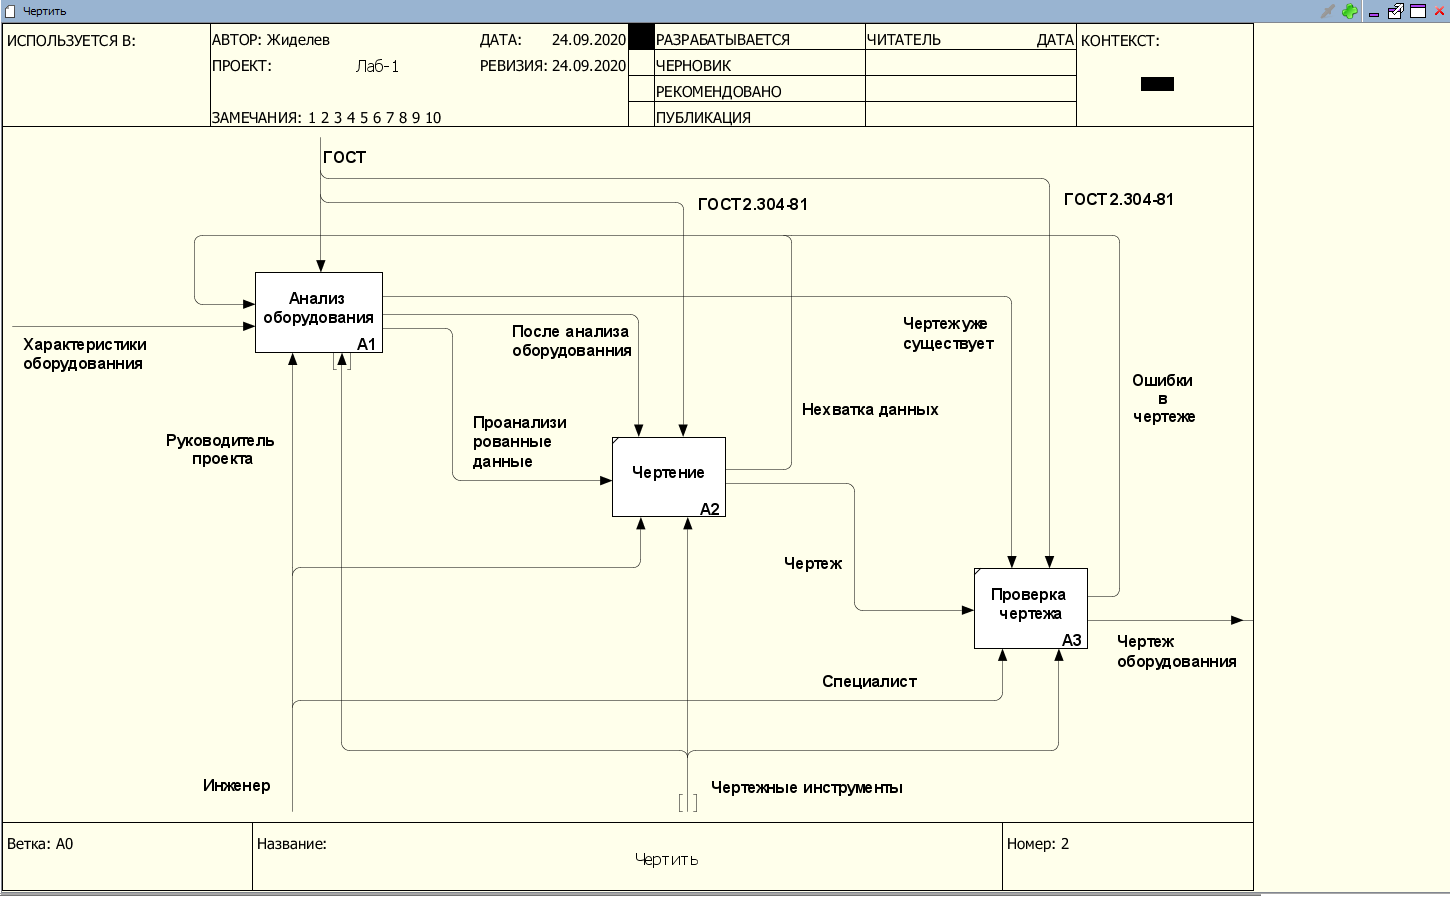 Чертить
ИСПОЛЬЗУЕТСЯ В:
АВТОР: Жиделев
ДАТА: 24.09.2020
РАЗРАБАТЫВАЕТСЯ
ЧИТАТЕЛЬ
ДАТА
КОНТЕКСТ:
ПРОЕКТ: Лаб-1
РЕВИЗИЯ: 24.09.2020
ЧЕРНОВИК
РЕКОМЕНДОВАНО
ЗАМЕЧАНИЯ: 1 2 3 4 5 6 7 8 9 10
ПУБЛИКАЦИЯ
ГОСТ
ГОСТ2.304-81
ГОСТ2.304-81
Анализ
оборудования
A1
Характеристики
оборудованния
После анализа
оборудованния
Чертеж уже
существует
Ошибки
в
чертеже
Нехватка данных
Проанализи
рованные
данные
Руководитель
проекта
Чертение
A2
Чертеж
Проверка
чертежа
A3
Чертеж
оборудованния
Специалист
Инженер
Чертежные инструменты
Ветка: A0
Название:
Чертить
Номер: 2